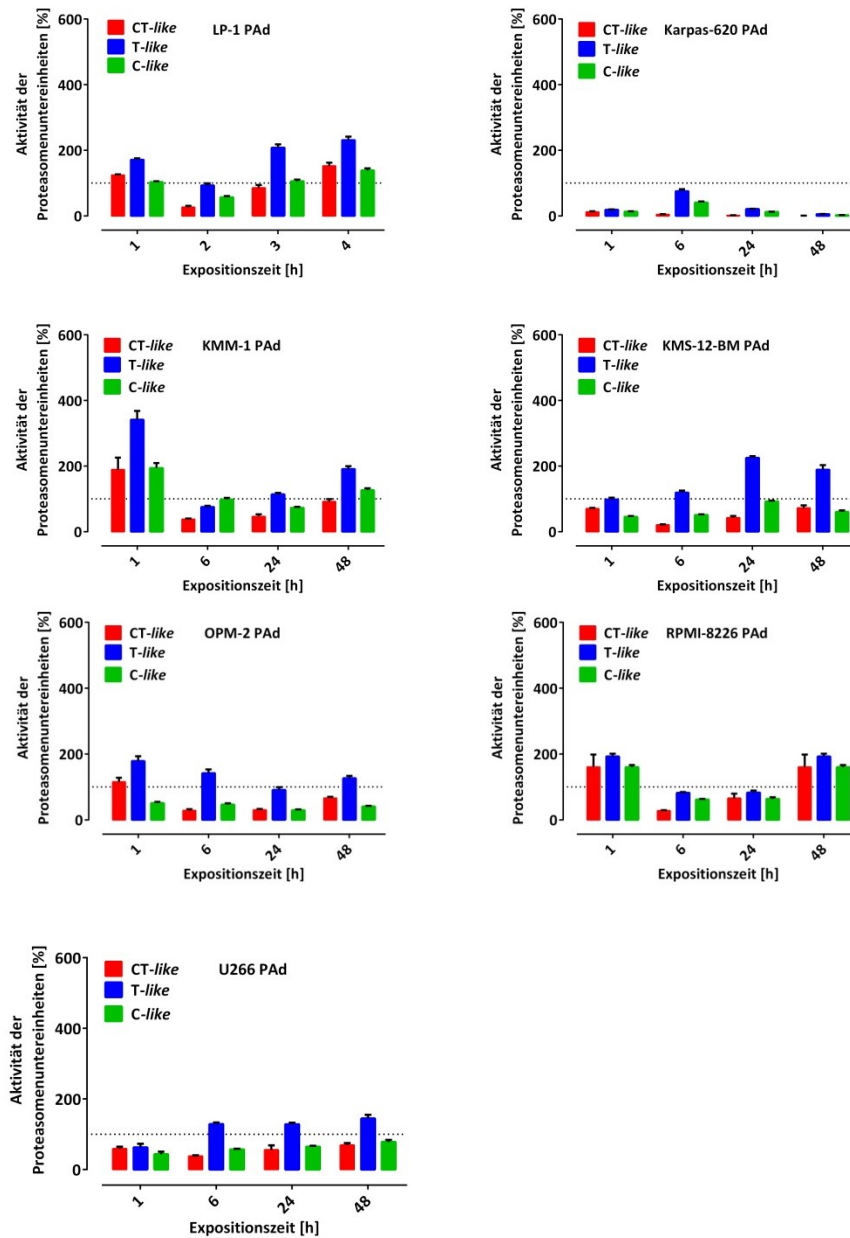 LP-1 PAd
CT-like
T-like
C-like
Aktivität der
Proteasomenuntereinheiten [%]
600
400
200
0
1 2 3 4
Expositionszeit [h]
Karpas-620 PAd
CT-like
T-like
C-like
Aktivität der
Proteasomenuntereinheiten [%]
600
400
200
0
1 6 24 48
Expositionszeit [h]
KMM-1 PAd
CT-like
T-like
C-like
Aktivität der
Proteasomenuntereinheiten [%]
600
400
200
0
1 6 24 48
Expositionszeit [h]
KMS-12-BM PAd
CT-like
T-like
C-like
Aktivität der
Proteasomenuntereinheiten [%]
600
400
200
0
1 6 24 48
Expositionszeit [h]
OPM-2 PAd
CT-like
T-like
C-like
Aktivität der
Proteasomenuntereinheiten [%]
600
400
200
0
1 6 24 48
Expositionszeit [h]
RPMI-8226 PAd
CT-like
T-like
C-like
Aktivität der
Proteasomenuntereinheiten [%]
600
400
200
0
1 6 24 48
Expositionszeit [h]
U266 PAd
CT-like
T-like
C-like
Aktivität der
Proteasomenuntereinheiten [%]
600
400
200
0
1 6 24 48
Expositionszeit [h]